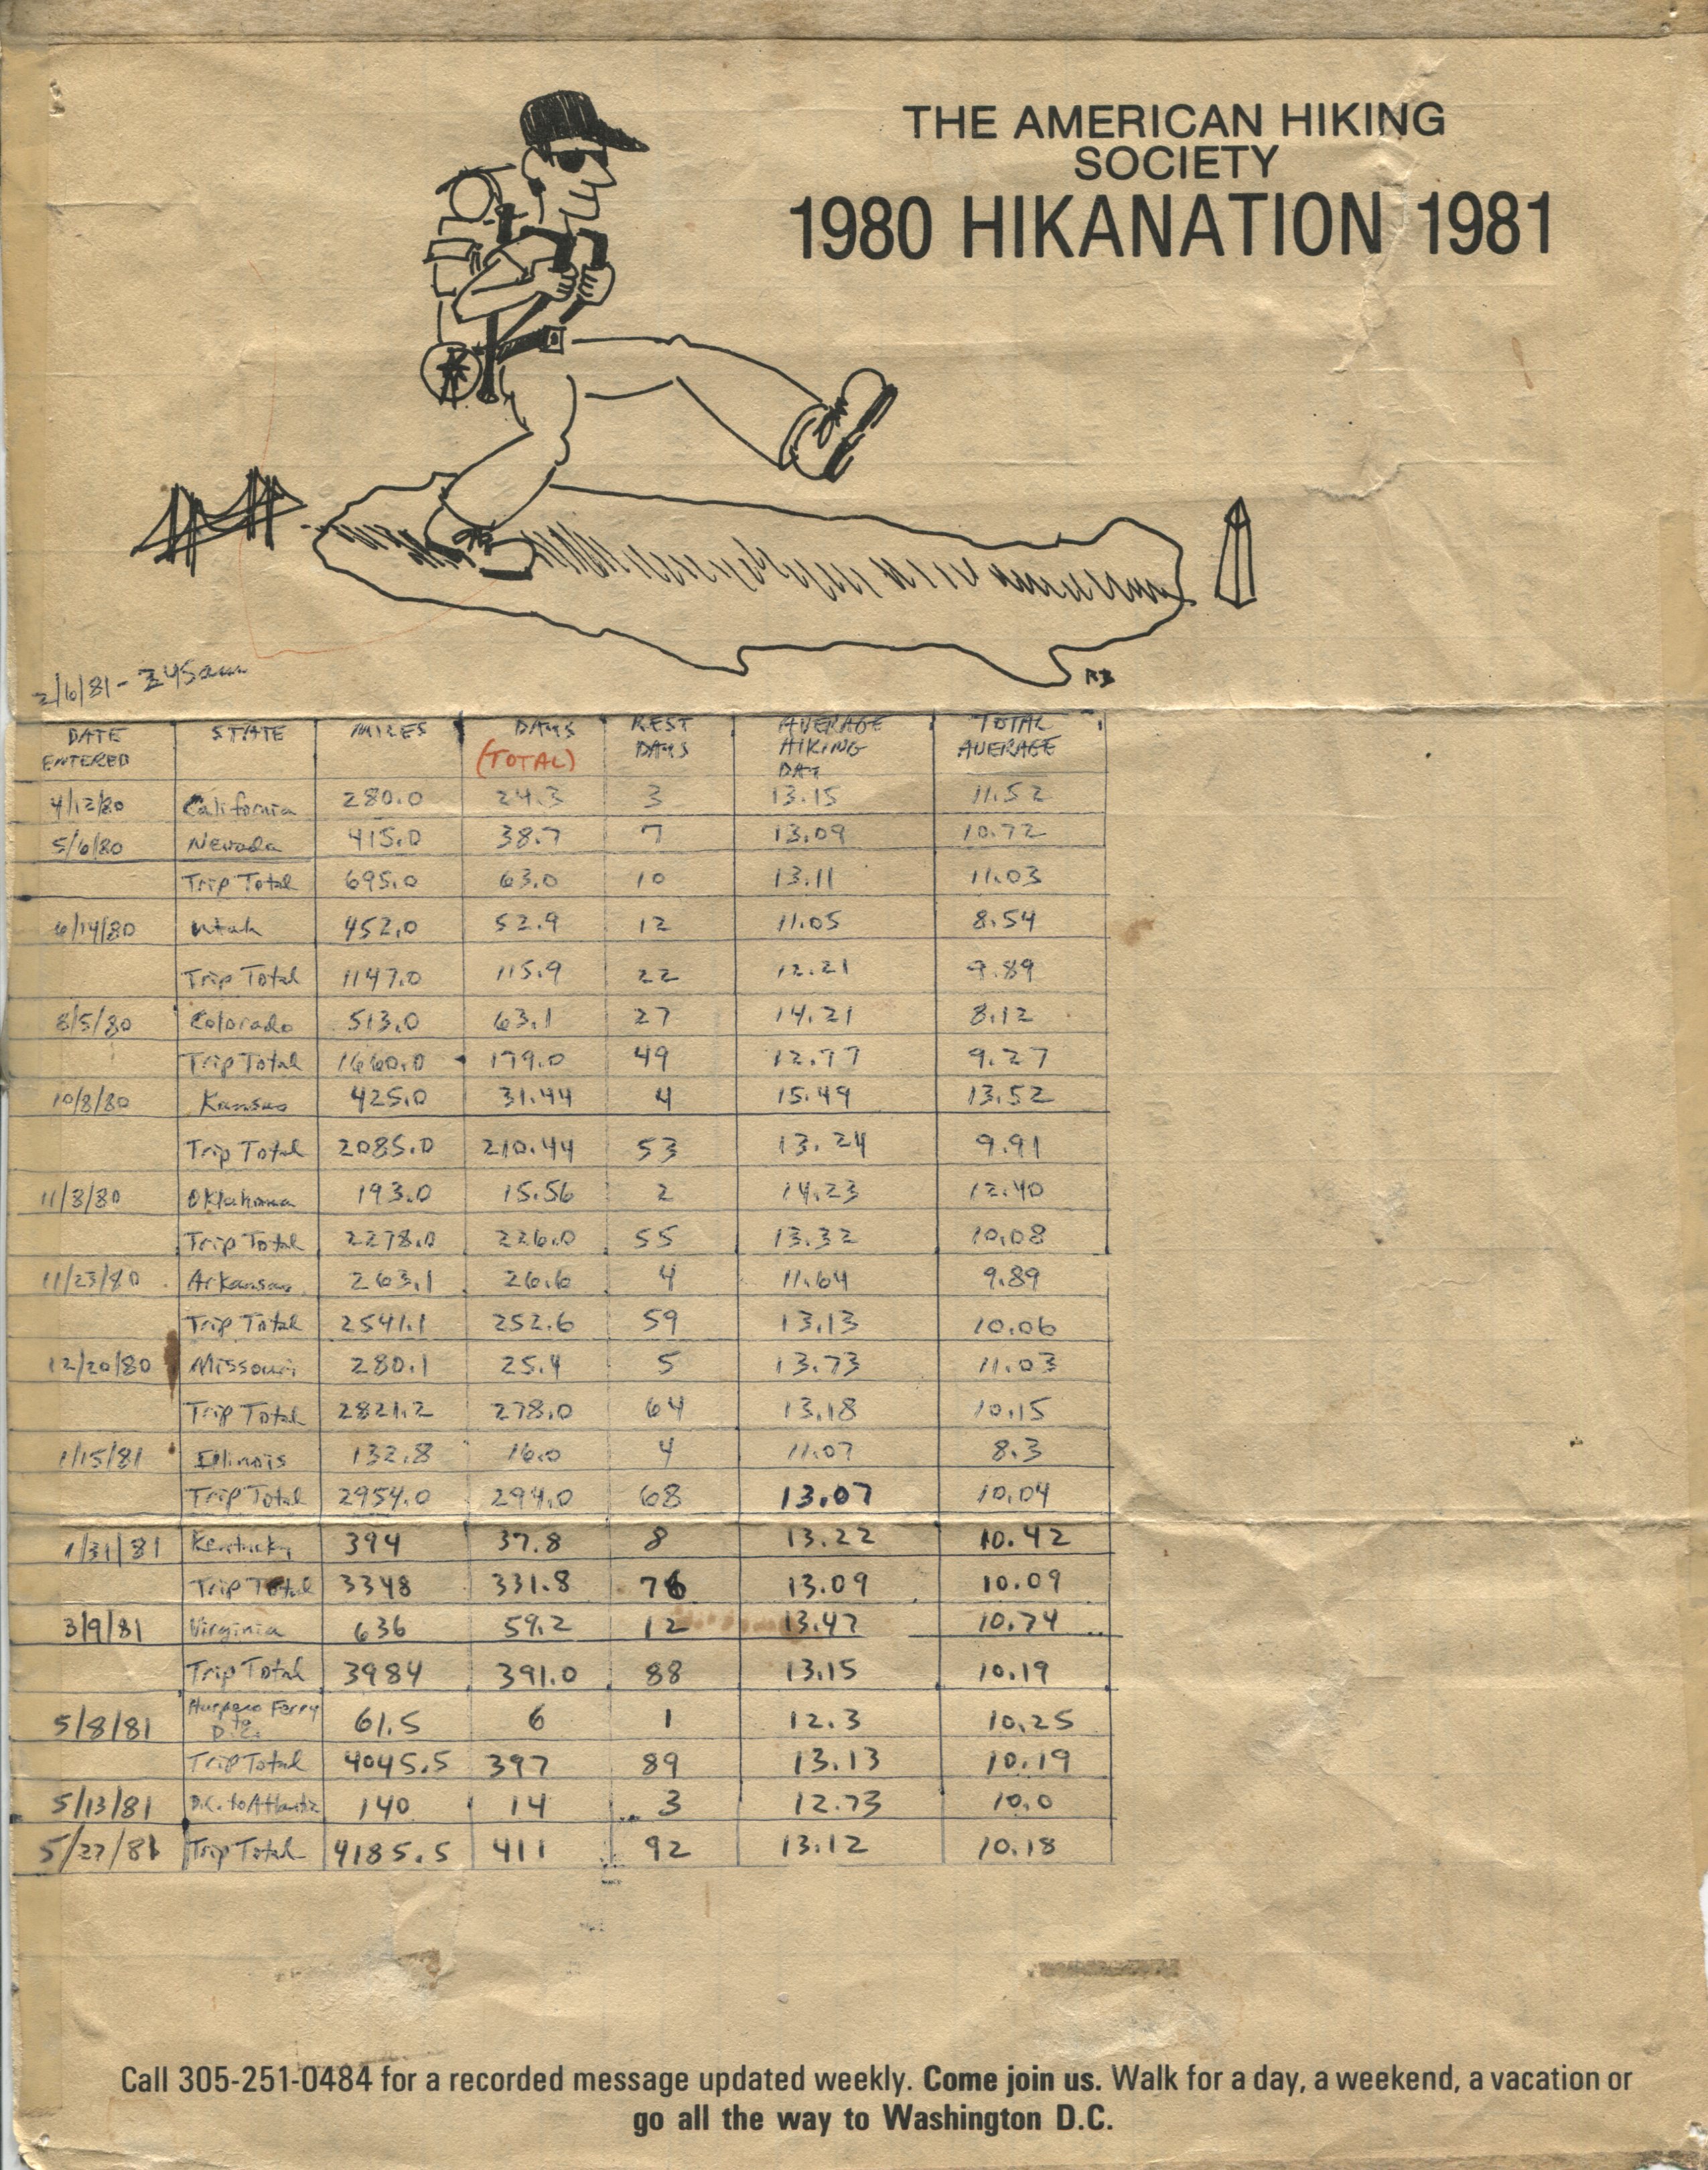 THE AMERICAN HIKING
SOCIETY
1980 HIKANATION 1981
RB
2/6/81 - 345am
DATE ENTERED STATE MILES DAYS (TOTAL) REST DAYS AVERAGE HIKING DAY TOTAL AVERAGE
4/12/80 California 280.0 24.3 3 13.15 11.52
5/6/80 Nevada 415.0 38.7 7 13.09 10.72
Trip Total 695.0 63.0 10 13.11 11.03
6/14/80 Utah 452.0 52.9 12 11.05 8.54
Trip Total 1147.0 115.9 22 12.21 9.89
8/5/80 Colorado 513.0 63.1 27 14.21 8.12
Trip Total 1660.0 179.0 49 12.77 9.27
10/8/80 Kansas 425.0 31.44 4 15.49 13.52
Trip Total 2085.0 210.44 53 13.24 9.91
11/8/80 Oklahoma 193.0 15.56 2 14.23 12.40
Trip Total 2278.0 226.0 55 13.32 10.08
11/23/80 Arkansas 263.1 26.6 4 11.64 9.89
Trip Total 2541.1 252.6 59 13.13 10.06
12/20/80 Missouri 280.1 25.4 5 13.73 11.03
Trip Total 2821.2 278.0 64 13.18 10.15
1/15/81 Illinois 132.8 16.0 4 11.07 8.3
Trip Total 2954.0 294.0 68 13.07 10.04
1/31/81 Kentucky 394 37.8 8 13.22 10.42
Trip Total 3348 331.8 76 13.09 10.09
3/9/81 Virginia 636 59.2 12 13.47 10.74
Trip Total 3984 391.0 88 13.15 10.19
5/8/81 Harpers Ferry to D.C. 61.5 6 1 12.3 10.25
Trip Total 4045.5 397 89 13.13 10.19
5/13/81 D.C. to Atlantic 140 14 3 12.73 10.0
5/27/81 Trip Total 4185.5 411 92 13.12 10.18
Call 305-251-0484 for a recorded message updated weekly. Come join us. Walk for a day, a weekend, a vacation or
go all the way to Washington D.C.